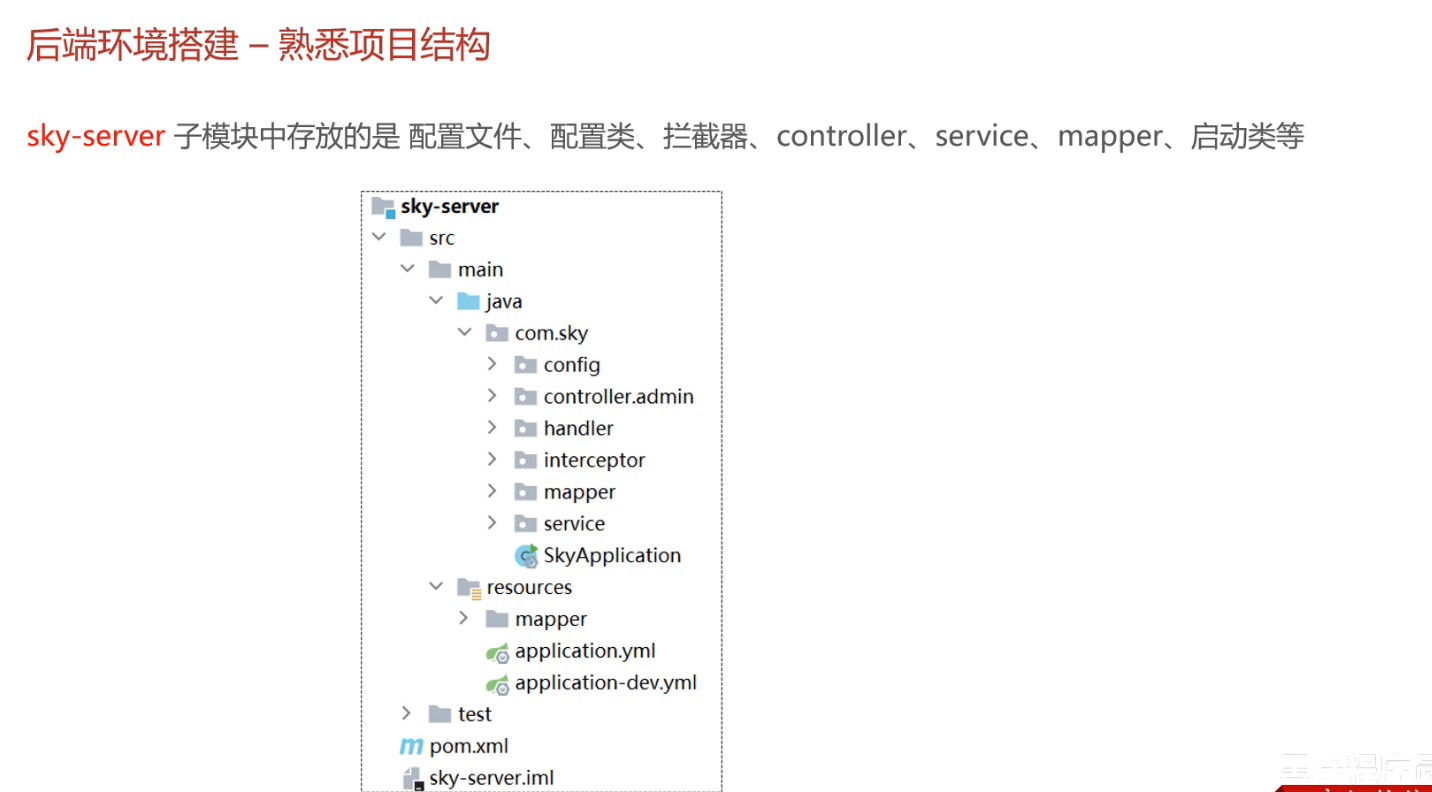 后端环境搭建 – 熟悉项目结构
sky-server 子模块中存放的是 配置文件、配置类、拦截器、controller、service、mapper、启动类等
sky-server
src
main
java
com.sky
config
controller.admin
handler
interceptor
mapper
service
SkyApplication
resources
mapper
application.yml
application-dev.yml
test
pom.xml
sky-server.iml